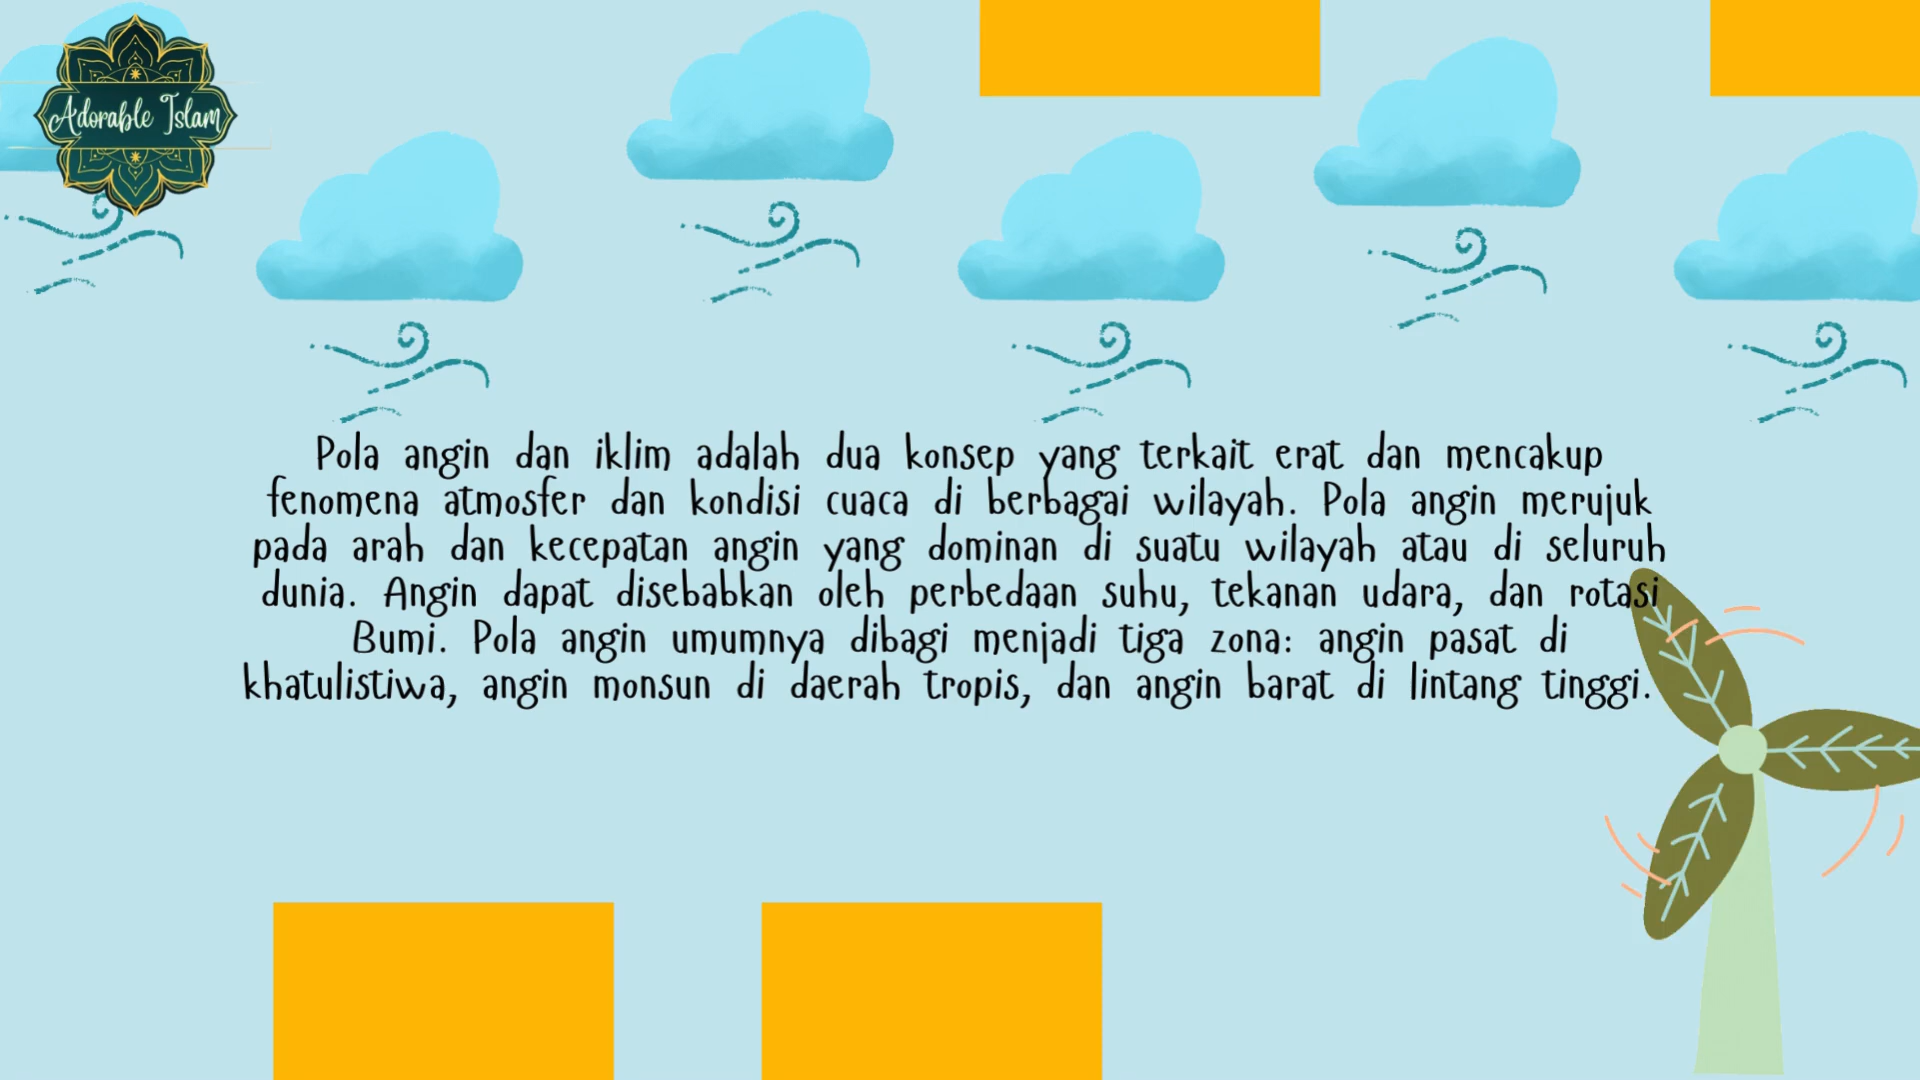 Adorable Islam
Pola angin dan iklim adalah dua konsep yang terkait erat dan mencakup
fenomena atmosfer dan kondisi cuaca di berbagai wilayah. Pola angin merujuk
pada arah dan kecepatan angin yang dominan di suatu wilayah atau di seluruh
dunia. Angin dapat disebabkan oleh perbedaan suhu, tekanan udara, dan rotasi
Bumi. Pola angin umumnya dibagi menjadi tiga zona: angin pasat di
khatulistiwa, angin monsun di daerah tropis, dan angin barat di lintang tinggi.